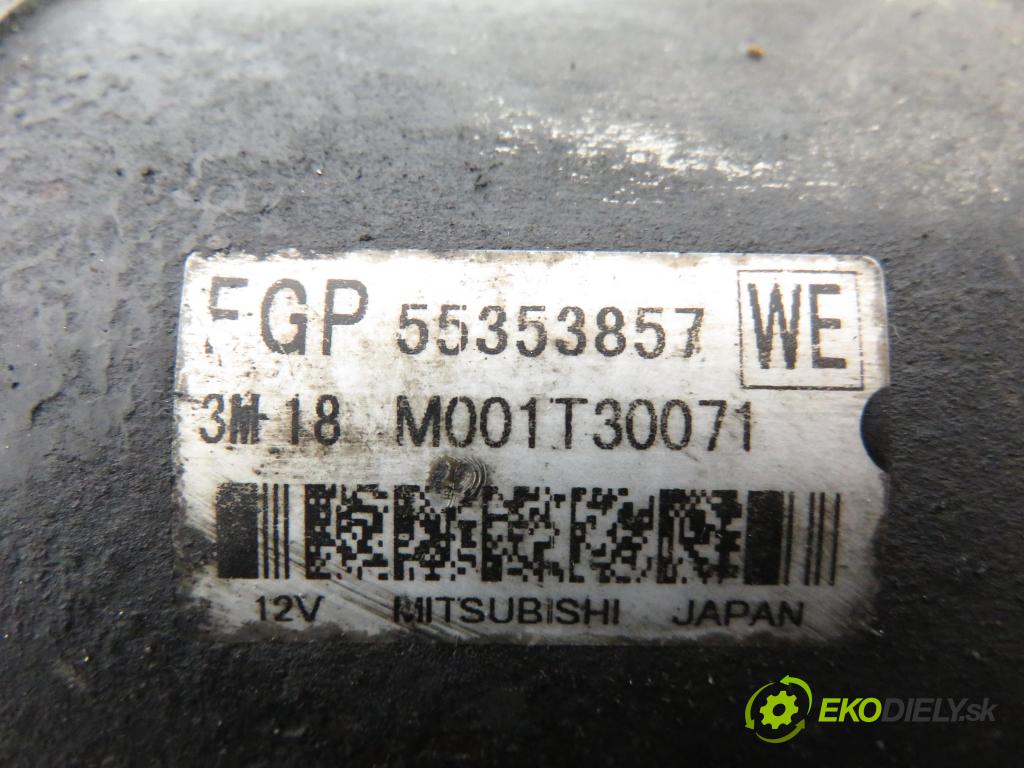 FGP 55353857 WE
3M 18 M001T30071
12V MITSUBISHI JAPAN
EKODIELY.sk